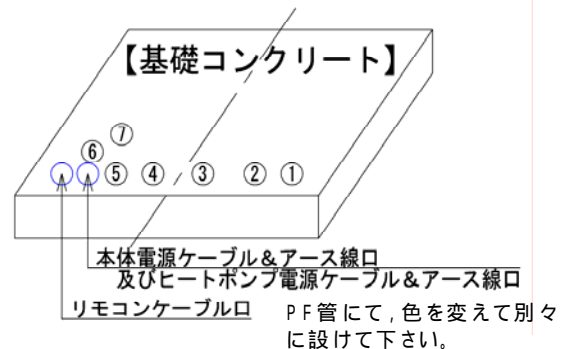 【基礎コンクリート】
⑦
⑥
⑤ ④ ③ ② ①
本体電源ケーブル&アース線口
及びヒートポンプ電源ケーブル&アース線口
リモコンケーブル口
PF管にて,色を変えて別々
に設けて下さい。